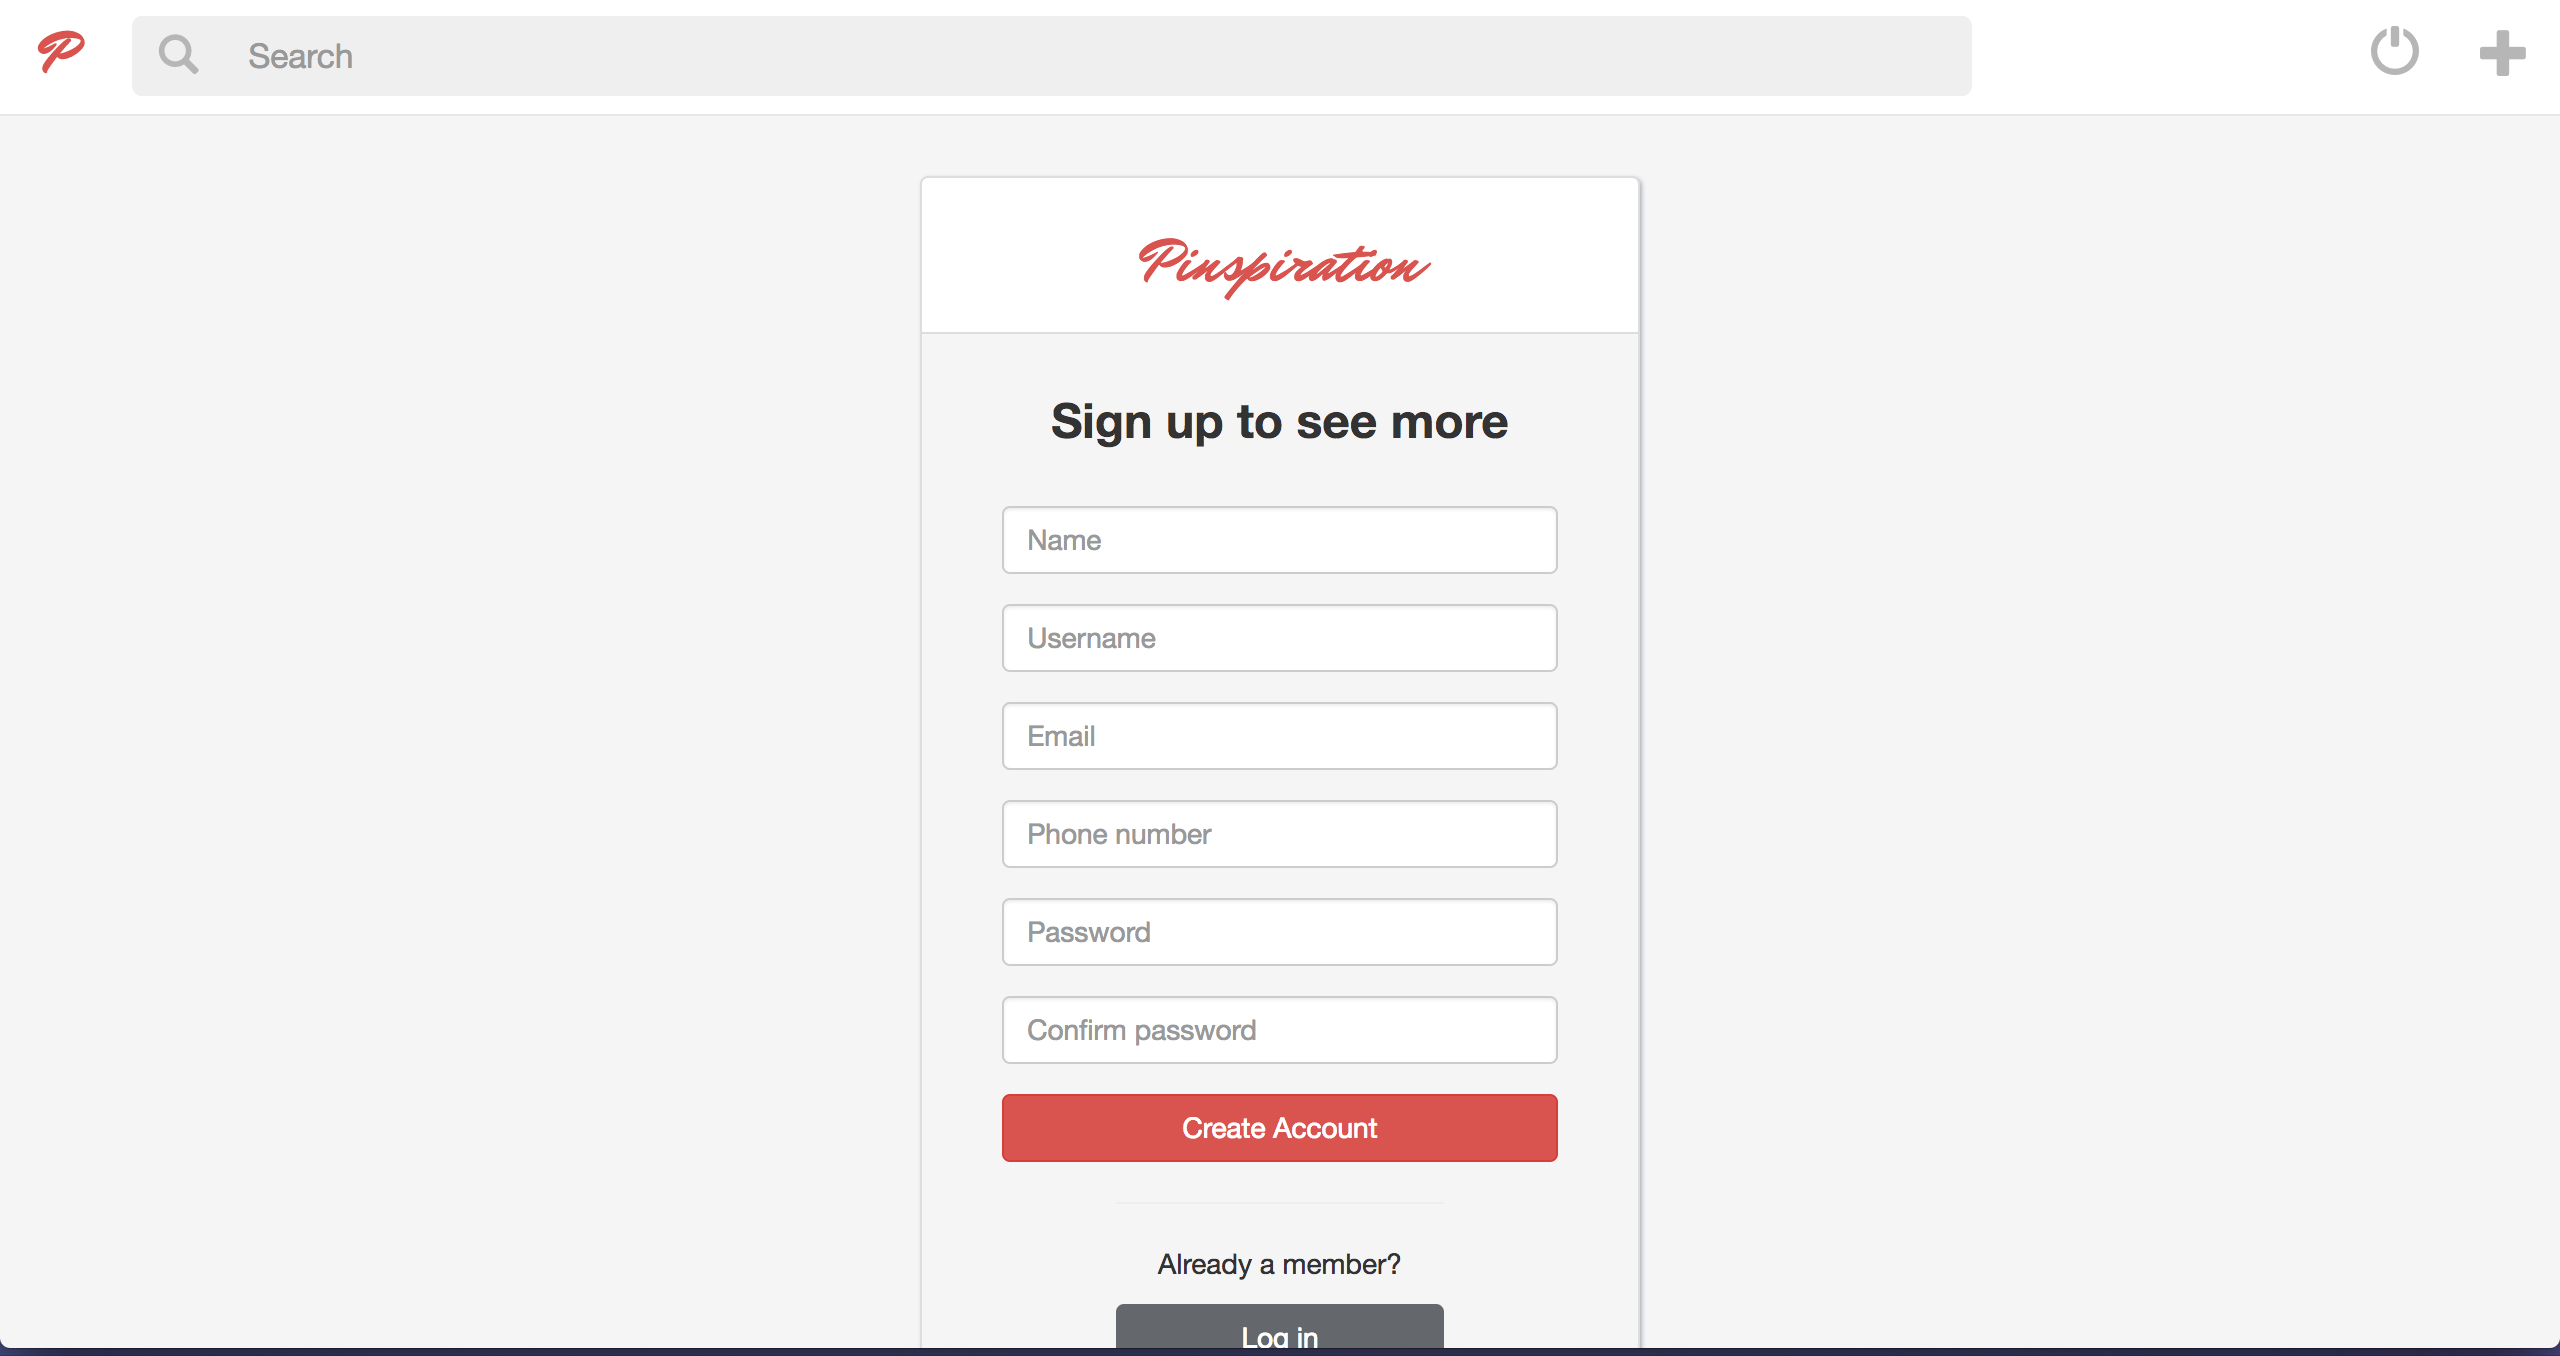 P
Search
Pinspiration
Sign up to see more
Name
Username
Email
Phone number
Password
Confirm password
Create Account
Already a member?
Log in